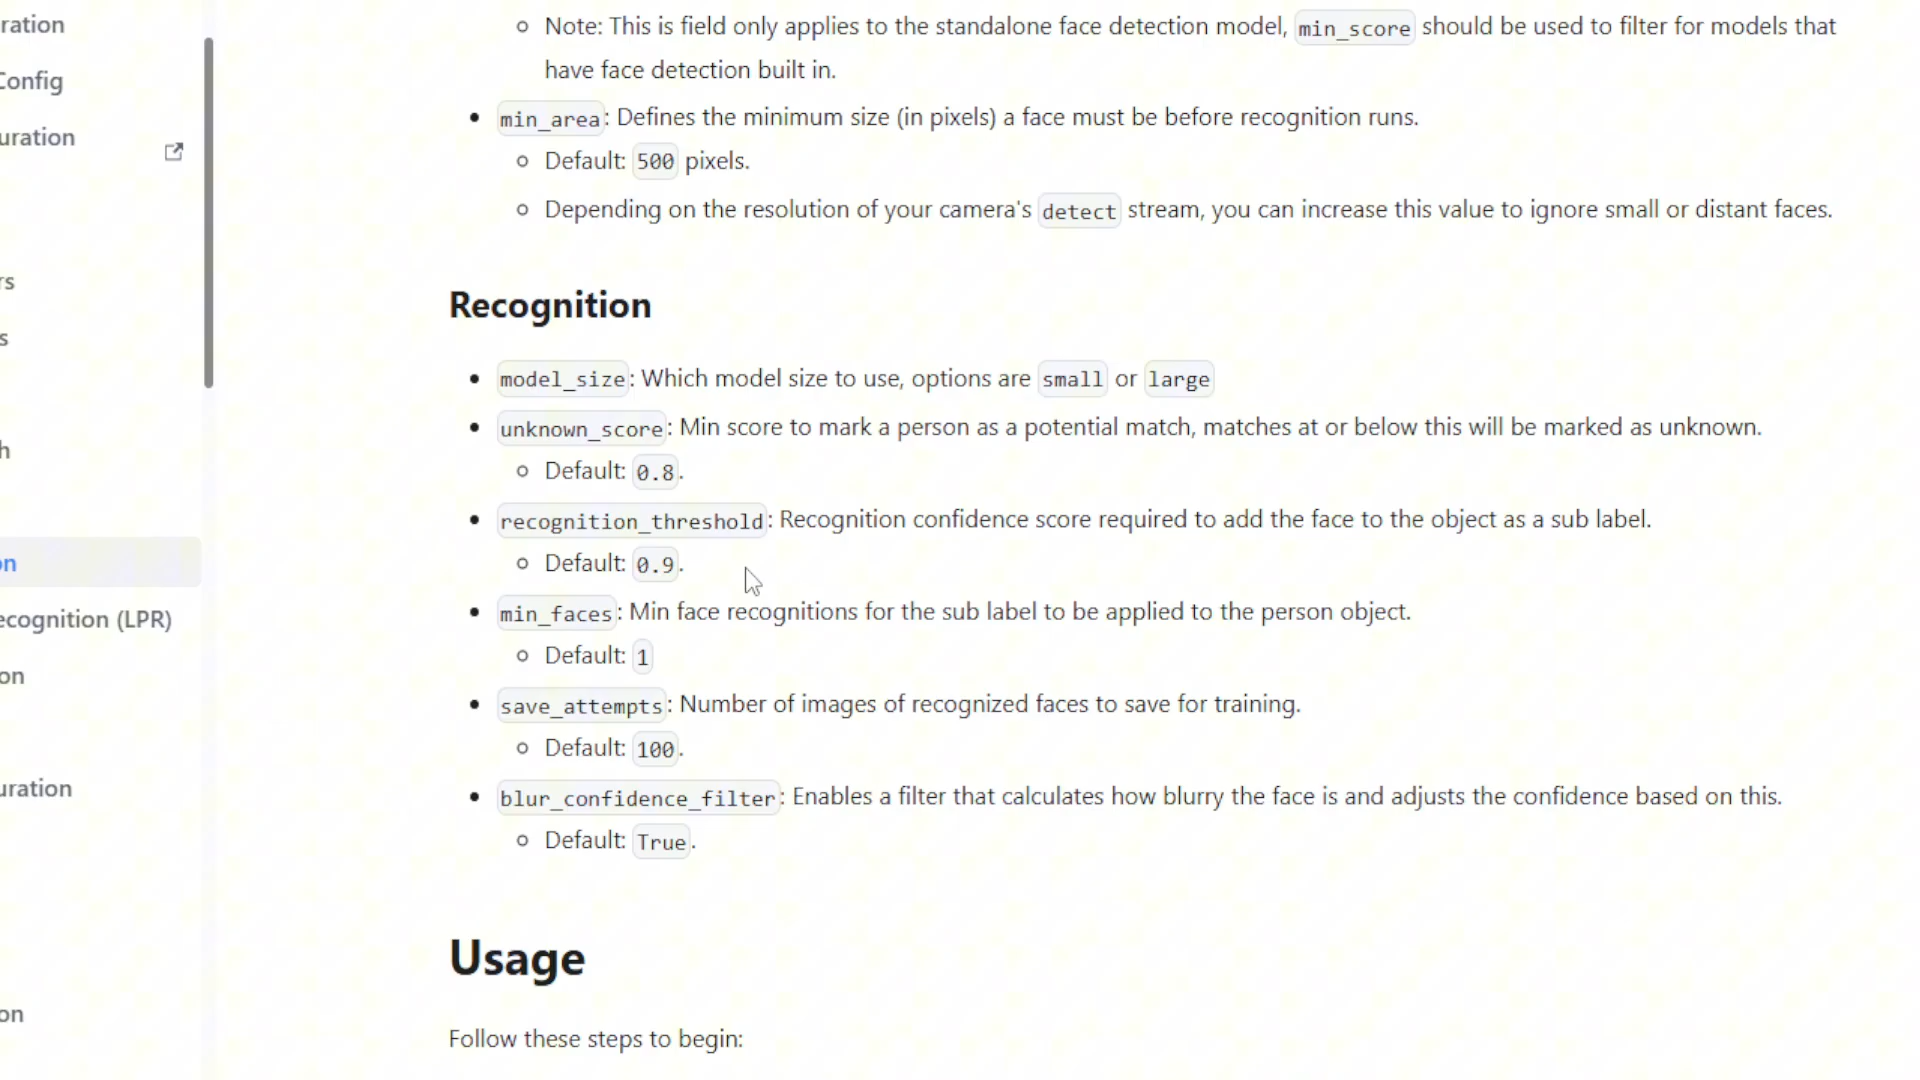 ration
Config
uration
rs
s
h
on
ecognition (LPR)
on
uration
on
Note: This is field only applies to the standalone face detection model, min_score should be used to filter for models that
have face detection built in.
min_area: Defines the minimum size (in pixels) a face must be before recognition runs.
Default: 500 pixels.
Depending on the resolution of your camera's detect stream, you can increase this value to ignore small or distant faces.
Recognition
model_size: Which model size to use, options are small or large
unknown_score: Min score to mark a person as a potential match, matches at or below this will be marked as unknown.
Default: 0.8.
recognition_threshold: Recognition confidence score required to add the face to the object as a sub label.
Default: 0.9.
min_faces: Min face recognitions for the sub label to be applied to the person object.
Default: 1
save_attempts: Number of images of recognized faces to save for training.
Default: 100.
blur_confidence_filter: Enables a filter that calculates how blurry the face is and adjusts the confidence based on this.
Default: True.
Usage
Follow these steps to begin: